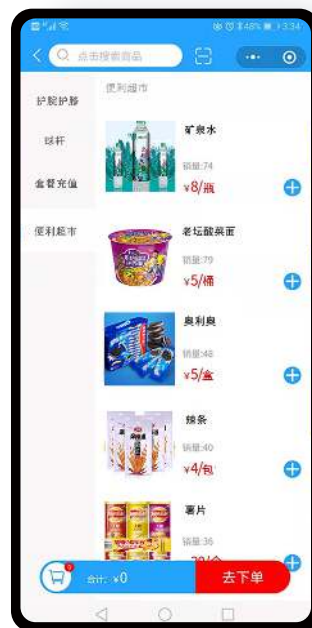 48% 3:34
点击搜索商品
护腕护膝
球杆
套餐充值
便利超市
便利超市
矿泉水
销量:74
¥8/瓶
老坛酸菜面
销量:79
¥5/桶
奥利奥
销量:48
¥5/盒
辣条
销量:40
¥4/包
薯片
销量:36
合计: ¥0
去下单